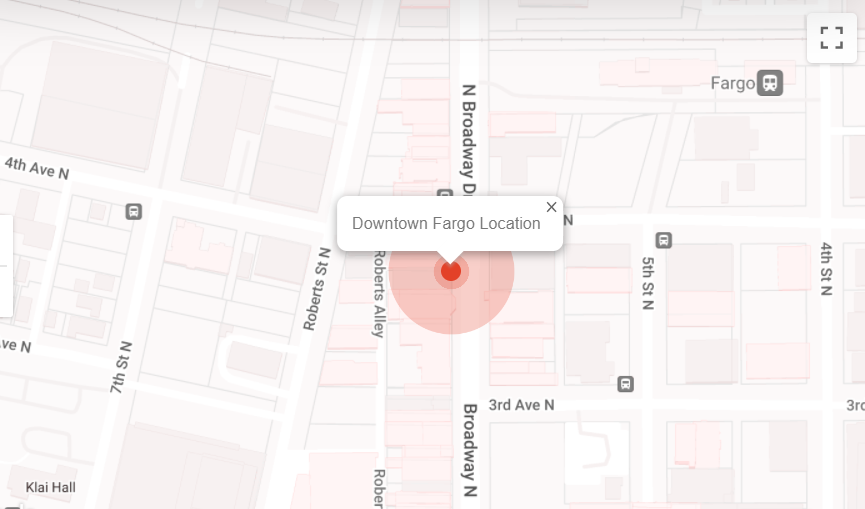 Fargo
N Broadway D
4th Ave N
Downtown Fargo Location
N
Roberts St N
Roberts Alley
5th St N
4th St N
ve N
7th St N
3rd Ave N
3rd
Broadway N
Rober
Klai Hall